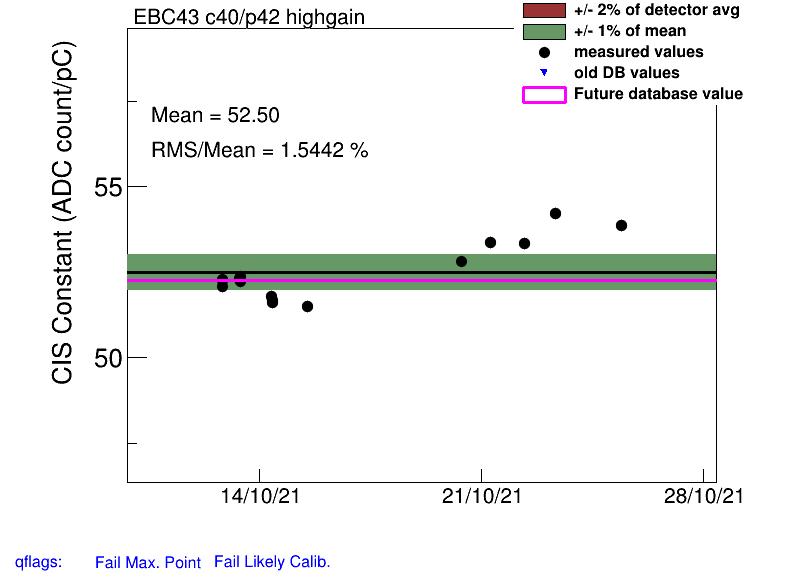 EBC43 c40/p42 highgain
+/- 2% of detector avg
+/- 1% of mean
measured values
old DB values
Future database value
Mean = 52.50
RMS/Mean = 1.5442 %
CIS Constant (ADC count/pC)
55
50
14/10/21 21/10/21 28/10/21
qflags: Fail Max. Point Fail Likely Calib.